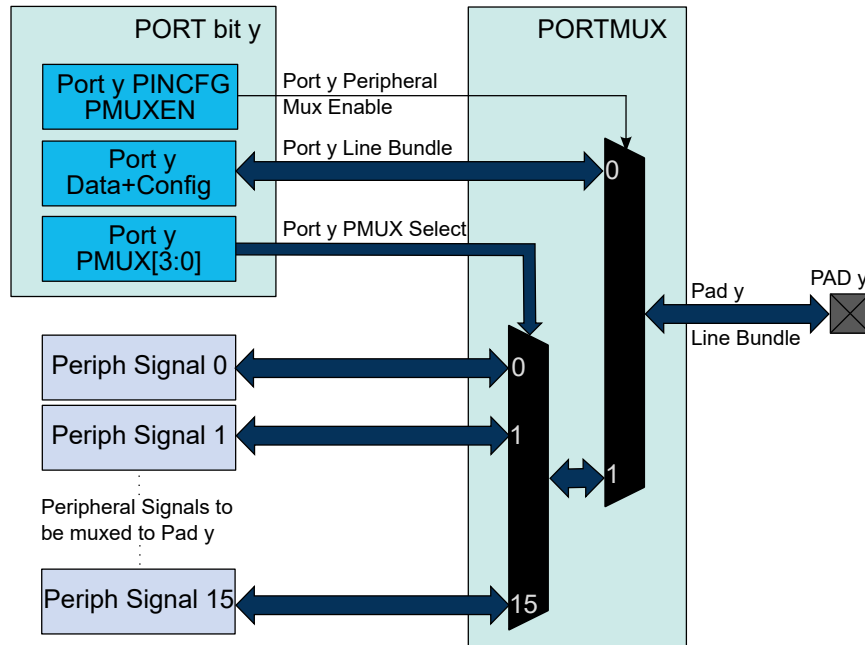 PORT bit y
PORTMUX
Port y PINCFG
PMUXEN
Port y Peripheral
Mux Enable
Port y
Data+Config
Port y Line Bundle
0
Port y
PMUX[3:0]
Port y PMUX Select
PAD y
Pad y
Line Bundle
Periph Signal 0
0
Periph Signal 1
1
1
Peripheral Signals to
be muxed to Pad y
Periph Signal 15
15